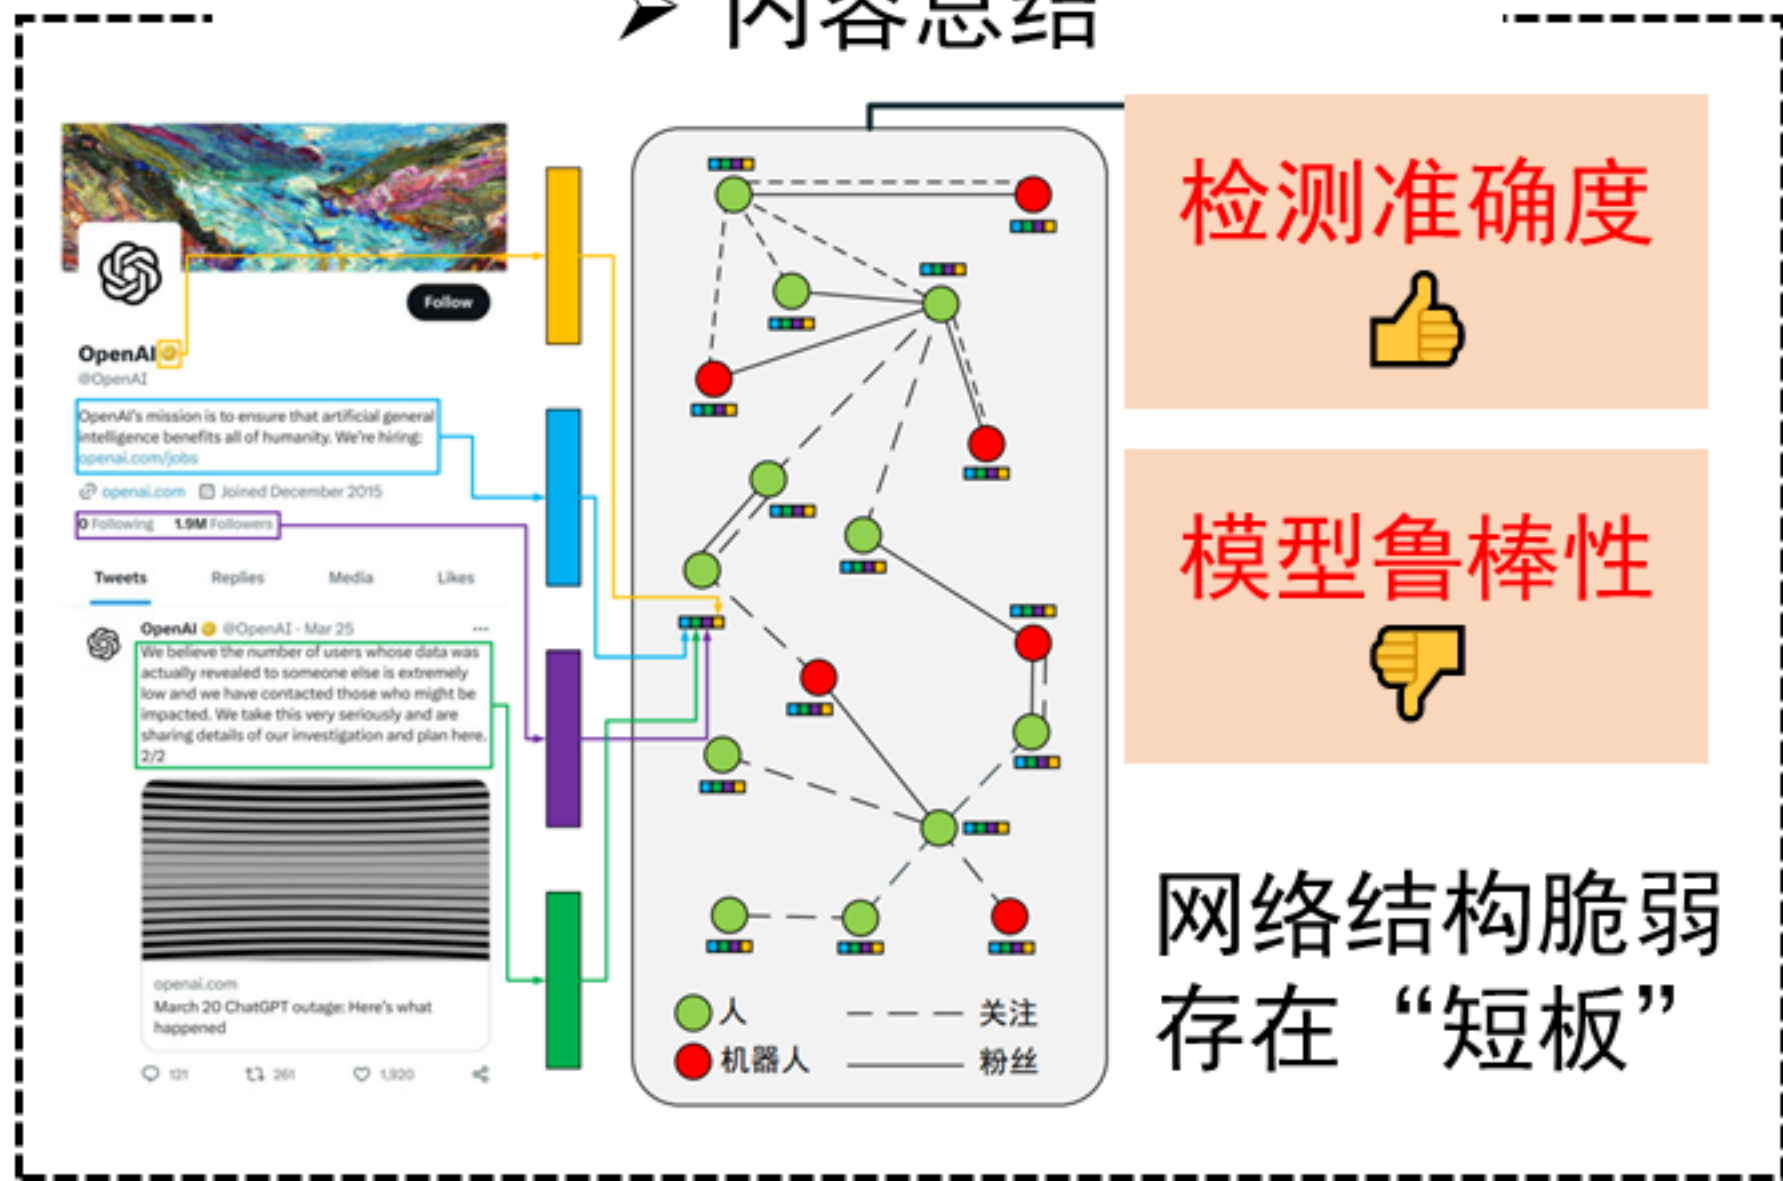 ➤ 内容总结
Follow
OpenAI
@OpenAI
OpenAI's mission is to ensure that artificial general
intelligence benefits all of humanity. We're hiring:
openai.com/jobs
openai.com Joined December 2015
0 Following 1.9M Followers
Tweets Replies Media Likes
OpenAI @OpenAI · Mar 25 ...
We believe the number of users whose data was
actually revealed to someone else is extremely
low and we have contacted those who might be
impacted. We take this very seriously and are
sharing details of our investigation and plan here.
2/2
openai.com
March 20 ChatGPT outage: Here's what
happened
121 261 1,920
人 关注
机器人 粉丝
检测准确度
模型鲁棒性
网络结构脆弱
存在“短板”